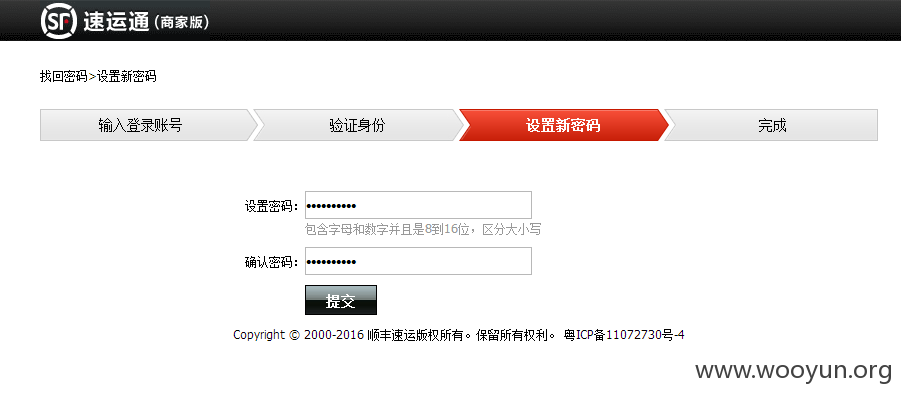 SF 速运通(商家版)
找回密码>设置新密码
输入登录账号 验证身份 设置新密码 完成
设置密码: ••••••••••
包含字母和数字并且是8到16位，区分大小写
确认密码: ••••••••••
提交
Copyright © 2000-2016 顺丰速运版权所有。保留所有权利。 粤ICP备11072730号-4
www.wooyun.org